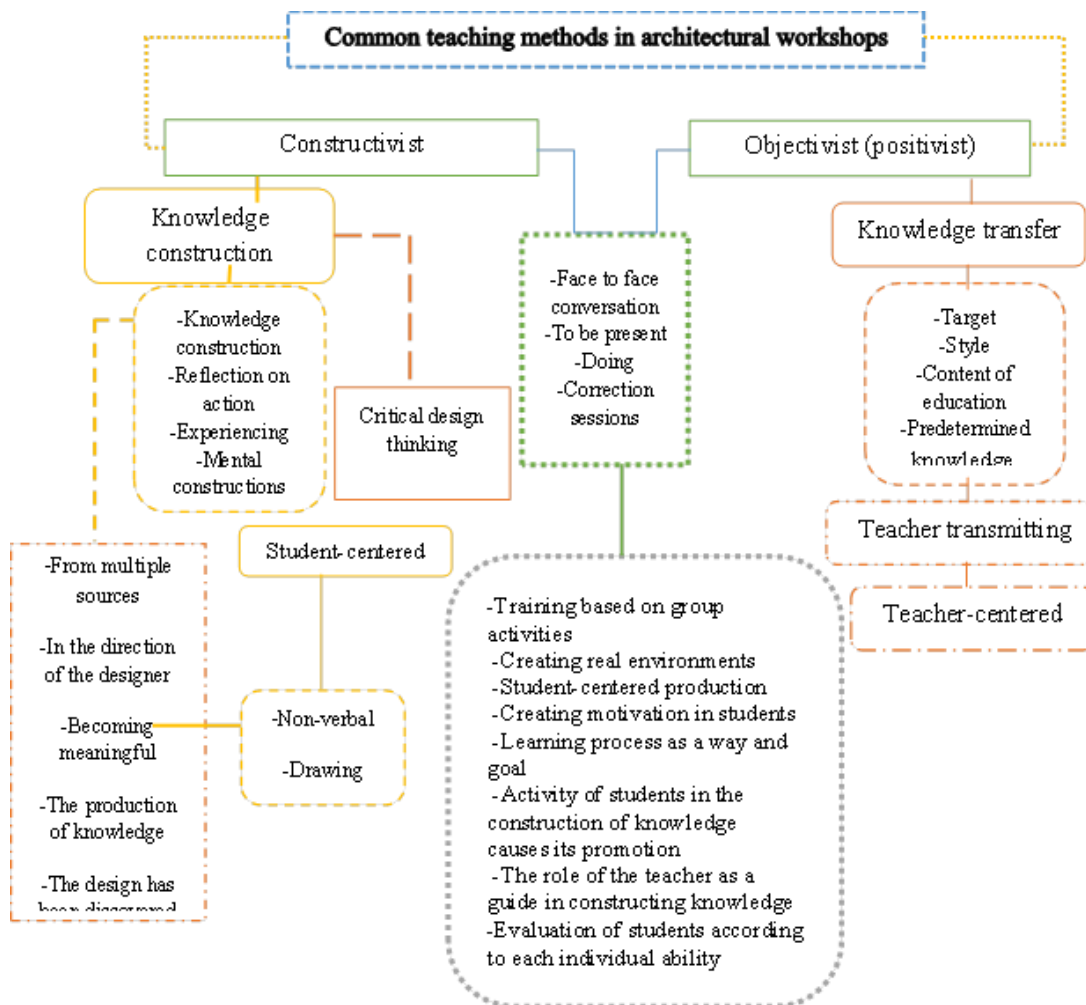 Common teaching methods in architectural workshops
Constructivist
Objectivist (positivist)
Knowledge
construction
Knowledge transfer
-Face to face
conversation
-To be present
-Doing
-Correction
sessions
-Knowledge
construction
-Reflection on
action
-Experiencing
-Mental
constructions
Critical design
thinking
-Target
-Style
-Content of
education
-Predetermined
knowledge
Teacher transmitting
Teacher-centered
Student-centered
-From multiple
sources
-In the direction
of the designer
-Becoming
meaningful
-The production
of knowledge
-The design has
been discovered
-Non-verbal
-Drawing
-Training based on group
activities
-Creating real environments
-Student-centered production
-Creating motivation in students
-Learning process as a way and
goal
-Activity of students in the
construction of knowledge
causes its promotion
-The role of the teacher as a
guide in constructing knowledge
-Evaluation of students according
to each individual ability